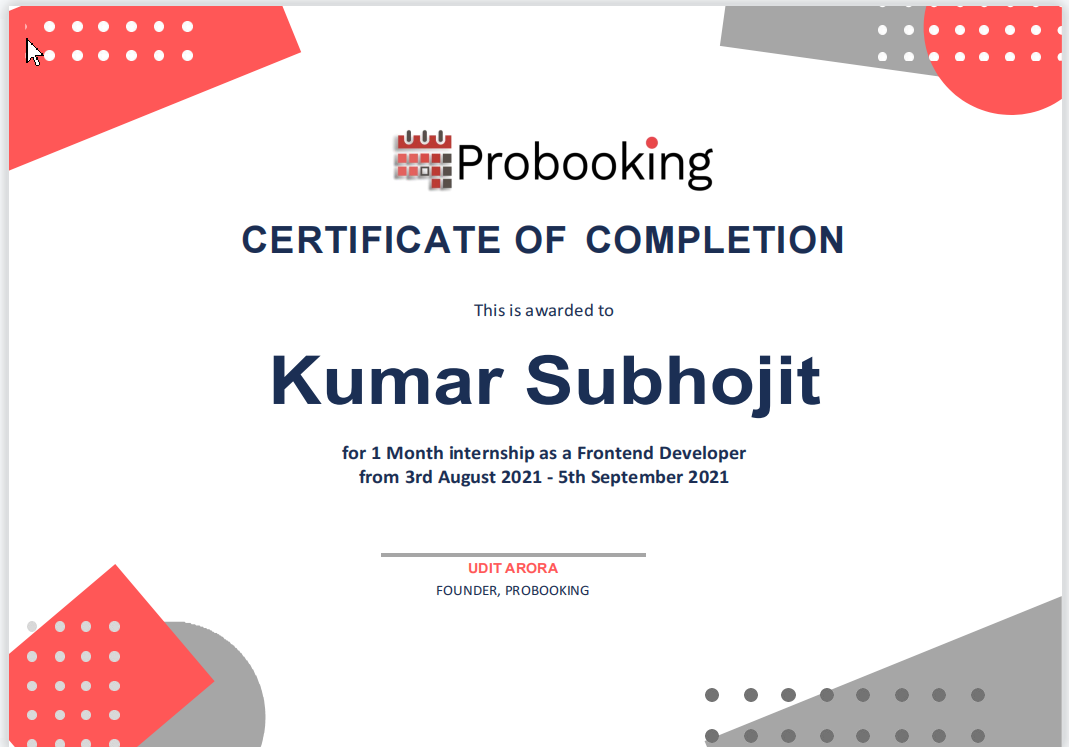 Probooking
CERTIFICATE OF COMPLETION
This is awarded to
Kumar Subhojit
for 1 Month internship as a Frontend Developer
from 3rd August 2021 - 5th September 2021
UDIT ARORA
FOUNDER, PROBOOKING